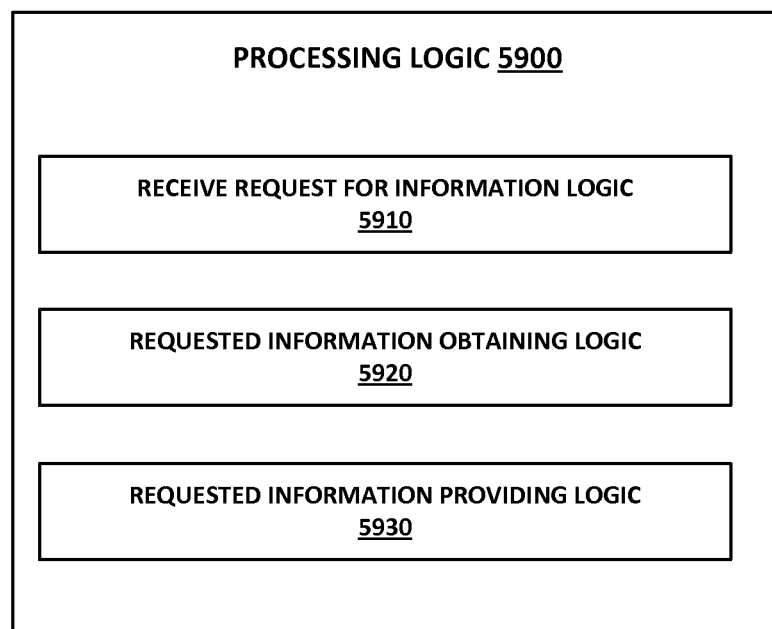 PROCESSING LOGIC 5900
RECEIVE REQUEST FOR INFORMATION LOGIC
5910
REQUESTED INFORMATION OBTAINING LOGIC
5920
REQUESTED INFORMATION PROVIDING LOGIC
5930